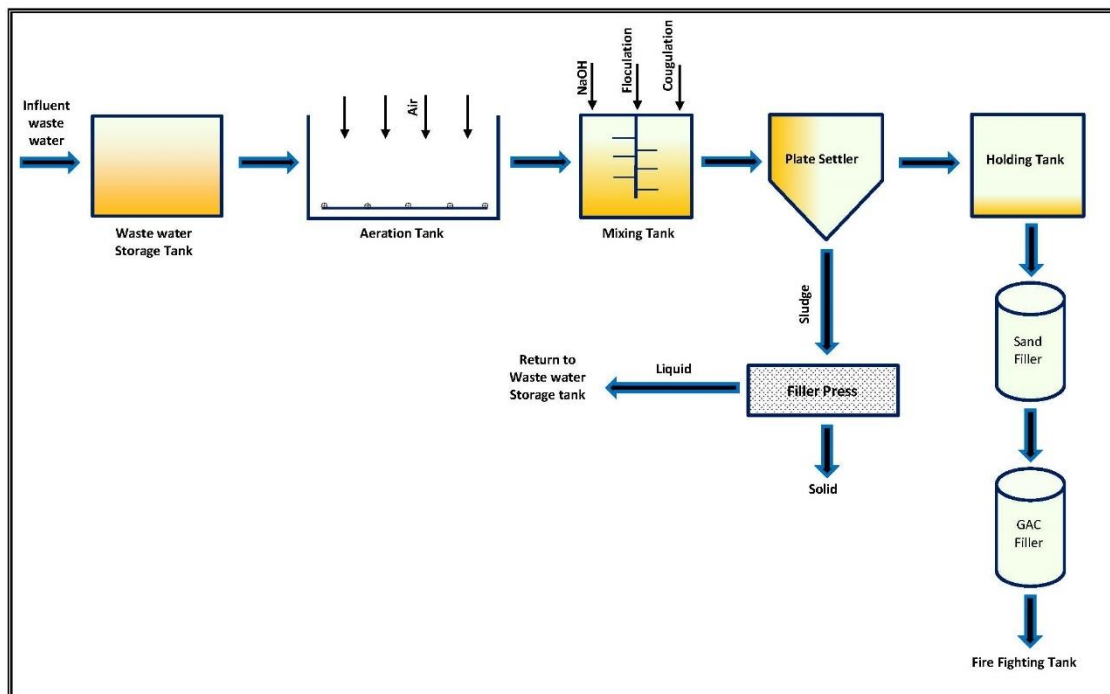 Influent
waste
water
Waste water
Storage Tank
Air
Aeration Tank
NaOH
Floculation
Cougulation
Mixing Tank
Plate Settler
Holding Tank
Sludge
Sand
Filler
Return to
Waste water
Storage tank
Liquid
Filler Press
Solid
GAC
Filler
Fire Fighting Tank